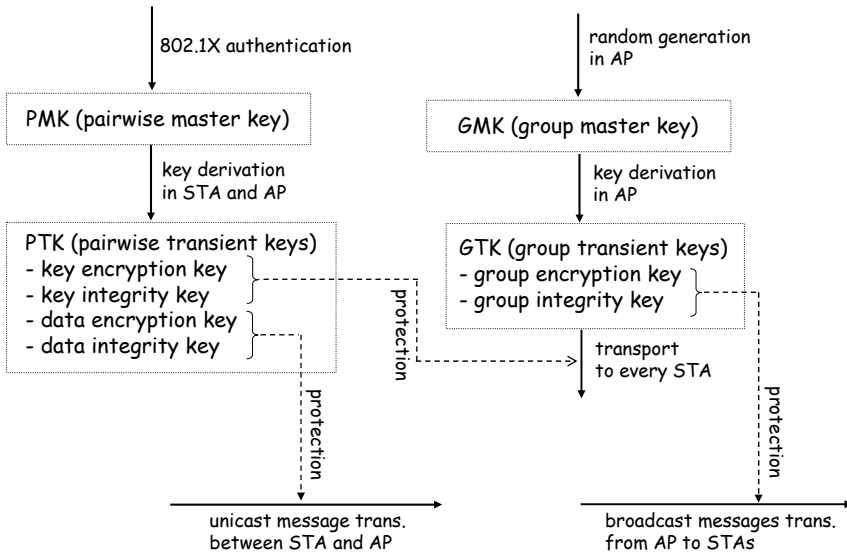 802.1X authentication
PMK (pairwise master key)
key derivation
in STA and AP
PTK (pairwise transient keys)
- key encryption key
- key integrity key
- data encryption key
- data integrity key
protection
unicast message trans.
between STA and AP
random generation
in AP
GMK (group master key)
key derivation
in AP
GTK (group transient keys)
- group encryption key
- group integrity key
protection
transport
to every STA
protection
broadcast messages trans.
from AP to STAs